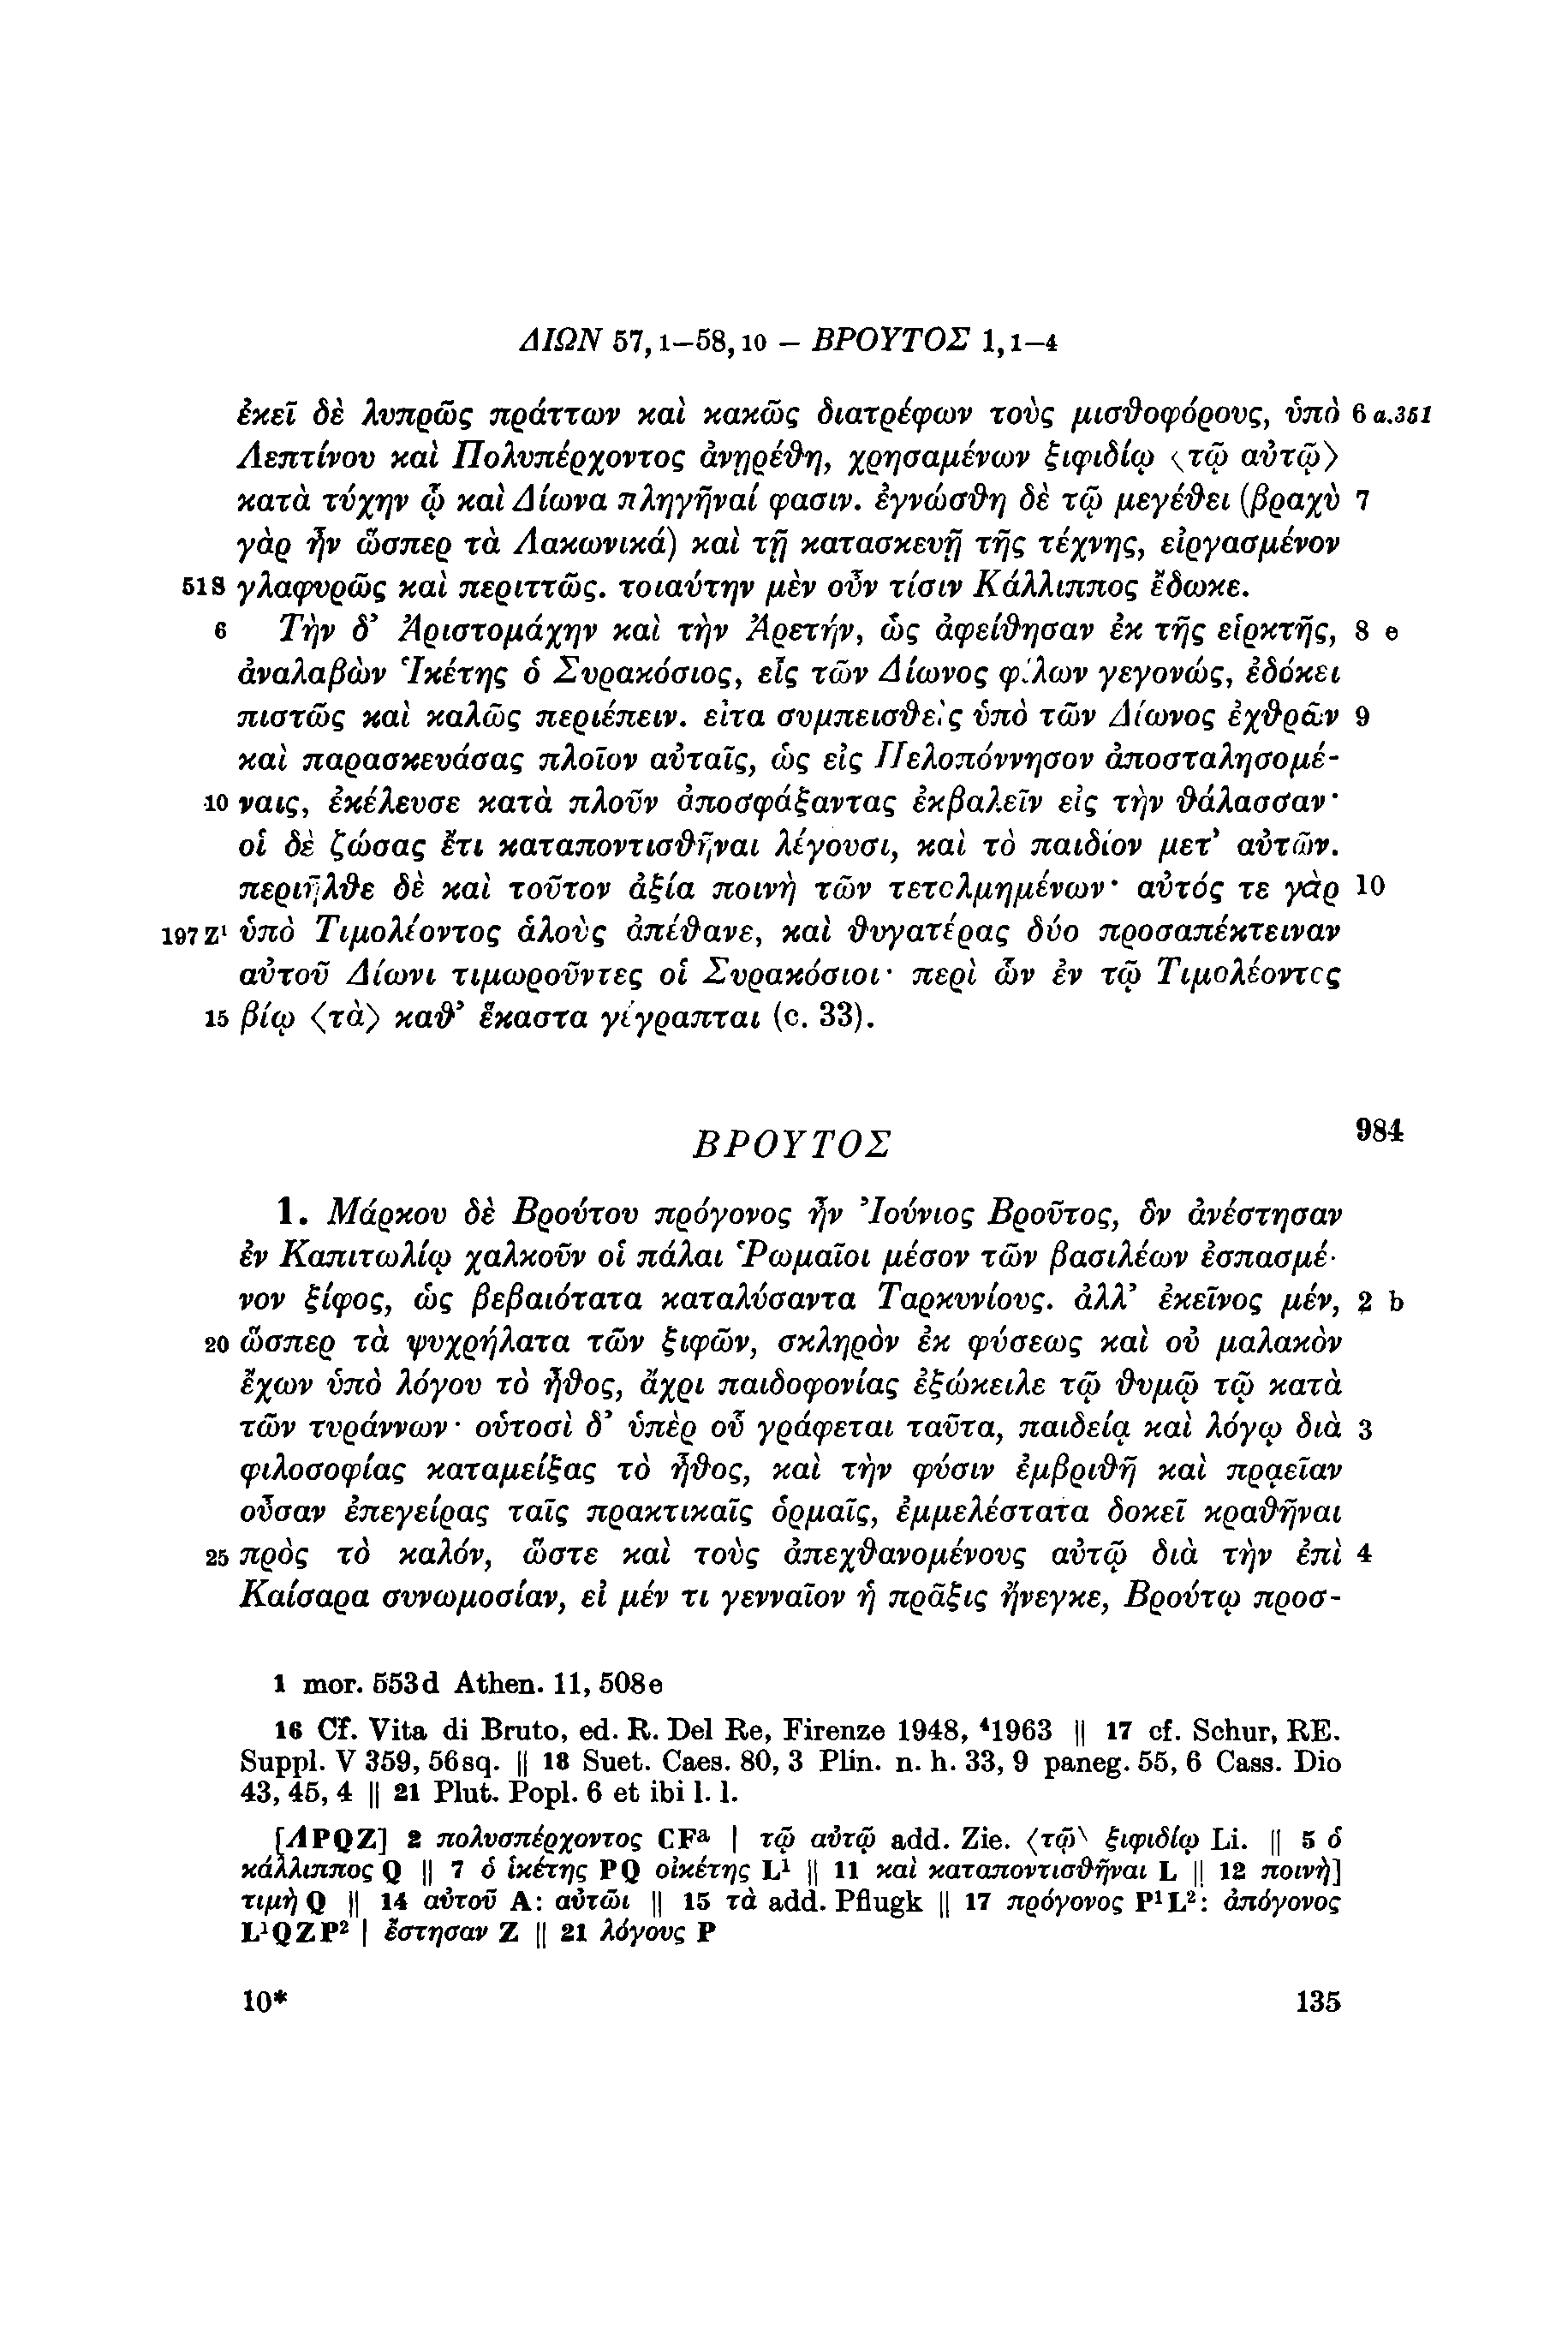 ΔΙΩΝ 57,1–58,10 – ΒΡΟΥΤΟΣ 1,1–4
ἐκεῖ δὲ λυπρῶς πράττων καὶ κακῶς διατρέφων τοὺς μισθοφόρους, ὑπὸ 6 a.351
Λεπτίνου καὶ Πολυπέρχοντος ἀνῃρέθη, χρησαμένων ξιφιδίῳ ⟨τῷ αὐτῷ⟩
κατὰ τύχην ᾧ καὶ Δίωνα πληγῆναί φασιν. ἐγνώσθη δὲ τῷ μεγέθει (βραχὺ 7
γὰρ ἦν ὥσπερ τὰ Λακωνικά) καὶ τῇ κατασκευῇ τῆς τέχνης, εἰργασμένον
51S γλαφυρῶς καὶ περιττῶς. τοιαύτην μὲν οὖν τίσιν Κάλλιππος ἔδωκε.
6 Τὴν δ’ Ἀριστομάχην καὶ τὴν Ἀρετήν, ὡς ἀφείθησαν ἐκ τῆς εἱρκτῆς, 8 e
ἀναλαβὼν Ἱκέτης ὁ Συρακόσιος, εἷς τῶν Δίωνος φίλων γεγονώς, ἐδόκει
πιστῶς καὶ καλῶς περιέπειν. εἶτα συμπεισθεὶς ὑπὸ τῶν Δίωνος ἐχθρῶν 9
καὶ παρασκευάσας πλοῖον αὐταῖς, ὡς εἰς Πελοπόννησον ἀποσταλησομέ-
10 ναις, ἐκέλευσε κατὰ πλοῦν ἀποσφάξαντας ἐκβαλεῖν εἰς τὴν θάλασσαν·
οἱ δὲ ζώσας ἔτι καταποντισθῆναι λέγουσι, καὶ τὸ παιδίον μετ’ αὐτῶν.
περιῆλθε δὲ καὶ τοῦτον ἀξία ποινὴ τῶν τετολμημένων· αὐτός τε γὰρ 10
197 Z¹ ὑπὸ Τιμολέοντος ἁλοὺς ἀπέθανε, καὶ θυγατέρας δύο προσαπέκτειναν
αὐτοῦ Δίωνι τιμωροῦντες οἱ Συρακόσιοι· περὶ ὧν ἐν τῷ Τιμολέοντος
15 βίῳ ⟨τὰ⟩ καθ’ ἕκαστα γέγραπται (c. 33).
ΒΡΟΥΤΟΣ 984
1. Μάρκου δὲ Βρούτου πρόγονος ἦν Ἰούνιος Βροῦτος, ὃν ἀνέστησαν
ἐν Καπιτωλίῳ χαλκοῦν οἱ πάλαι Ῥωμαῖοι μέσον τῶν βασιλέων ἐσπασμέ-
νον ξίφος, ὡς βεβαιότατα καταλύσαντα Ταρκυνίους. ἀλλ’ ἐκεῖνος μέν, 2 b
20 ὥσπερ τὰ ψυχρήλατα τῶν ξιφῶν, σκληρὸν ἐκ φύσεως καὶ οὐ μαλακὸν
ἔχων ὑπὸ λόγου τὸ ἦθος, ἄχρι παιδοφονίας ἐξώκειλε τῷ θυμῷ τῷ κατὰ
τῶν τυράννων· οὑτοσὶ δ’ ὑπὲρ οὗ γράφεται ταῦτα, παιδείᾳ καὶ λόγῳ διὰ 3
φιλοσοφίας καταμείξας τὸ ἦθος, καὶ τὴν φύσιν ἐμβριθῆ καὶ πρᾳεῖαν
οὖσαν ἐπεγείρας ταῖς πρακτικαῖς ὁρμαῖς, ἐμμελέστατα δοκεῖ κραθῆναι
25 πρὸς τὸ καλόν, ὥστε καὶ τοὺς ἀπεχθανομένους αὐτῷ διὰ τὴν ἐπὶ 4
Καίσαρα συνωμοσίαν, εἰ μέν τι γενναῖον ἡ πρᾶξις ἤνεγκε, Βρούτῳ προσ-
1 mor. 553d Athen. 11, 508e
16 Cf. Vita di Bruto, ed. R. Del Re, Firenze 1948, ⁴1963 || 17 cf. Schur, RE.
Suppl. V 359, 56sq. || 18 Suet. Caes. 80, 3 Plin. n. h. 33, 9 paneg. 55, 6 Cass. Dio
43, 45, 4 || 21 Plut. Popl. 6 et ibi l. l.
[ΛPQZ] 2 πολυσπέρχοντος CFᵃ | τῷ αὐτῷ add. Zie. ⟨τῷ⟩ ξιφιδίῳ Li. || 5 ὁ
κάλλιππος Q || 7 ὁ ἱκέτης PQ οἰκέτης L¹ || 11 καὶ καταποντισθῆναι L || 12 ποινὴ]
τιμὴ Q || 14 αὐτοῦ A: αὐτῶι || 15 τὰ add. Pflugk || 17 πρόγονος P¹L²: ἀπόγονος
L¹QZP² | ἔστησαν Z || 21 λόγους P
10* 135